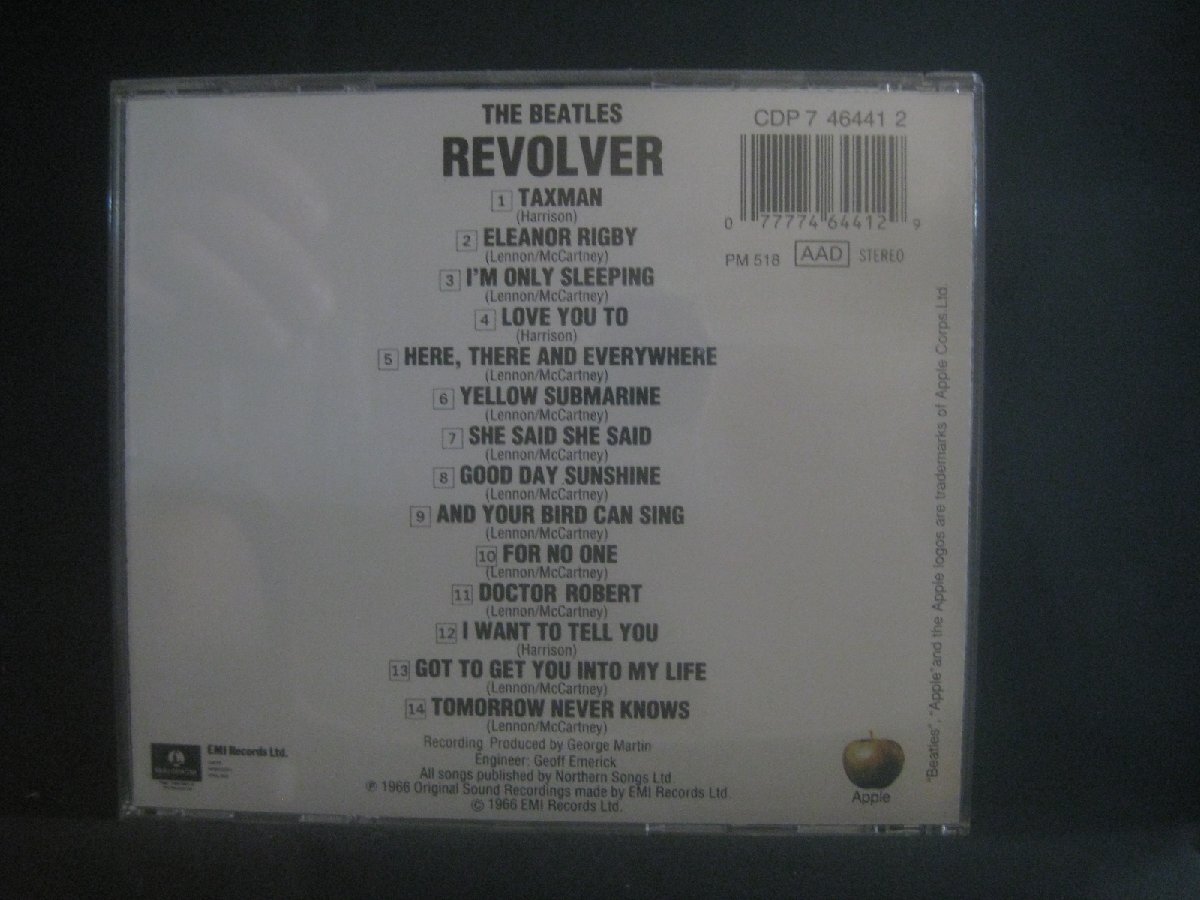 THE BEATLES
REVOLVER
1 TAXMAN
(Harrison)
2 ELEANOR RIGBY
(Lennon/McCartney)
3 I'M ONLY SLEEPING
(Lennon/McCartney)
4 LOVE YOU TO
(Harrison)
5 HERE, THERE AND EVERYWHERE
(Lennon/McCartney)
6 YELLOW SUBMARINE
(Lennon/McCartney)
7 SHE SAID SHE SAID
(Lennon/McCartney)
8 GOOD DAY SUNSHINE
(Lennon/McCartney)
9 AND YOUR BIRD CAN SING
(Lennon/McCartney)
10 FOR NO ONE
(Lennon/McCartney)
11 DOCTOR ROBERT
(Lennon/McCartney)
12 I WANT TO TELL YOU
(Harrison)
13 GOT TO GET YOU INTO MY LIFE
(Lennon/McCartney)
14 TOMORROW NEVER KNOWS
(Lennon/McCartney)
Recording Produced by George Martin
Engineer: Geoff Emerick
All songs published by Northern Songs Ltd.
℗ 1966 Original Sound Recordings made by EMI Records Ltd.
© 1966 EMI Records Ltd.
CDP 7 46441 2
0 77774 64412 9
PM 518 AAD STEREO
"Beatles", "Apple" and the Apple logos are trademarks of Apple Corps Ltd.
PARLOPHONE
EMI Records Ltd.
Apple